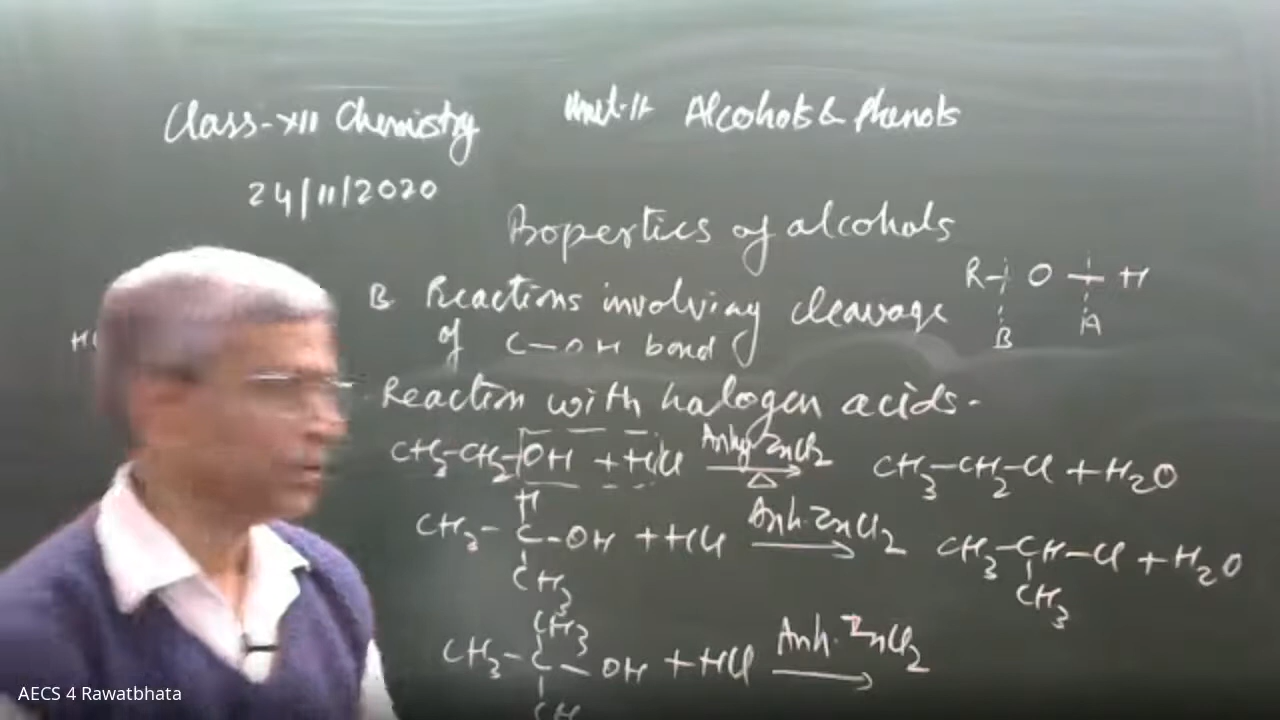 Class-XII Chemistry Unit-11 Alcohols & Phenols
24/11/2020
Properties of alcohols
B Reactions involving cleavage
of C-OH bond
R-O-H
B A
Reaction with halogen acids-
CH3-CH2-OH + HCl Anhy ZnCl2 → Δ CH3-CH2-Cl + H2O
H
CH3-C-OH + HCl Anh. ZnCl2 → CH3-CH-Cl + H2O
CH3 CH3
CH3
CH3-C-OH + HCl Anh. ZnCl2 →
CH
AECS 4 Rawatbhata